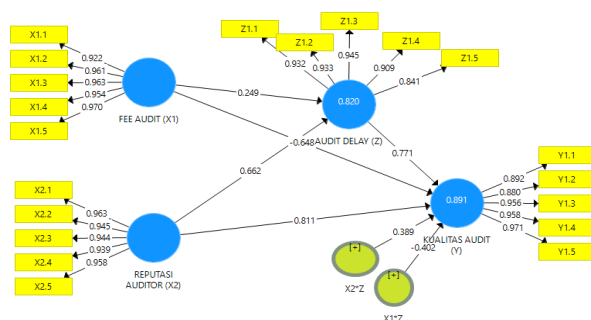 X1.1
X1.2
X1.3
X1.4
X1.5
0.922
0.961
0.963
0.954
0.970
FEE AUDIT (X1)
Z1.1
Z1.2
Z1.3
Z1.4
Z1.5
0.932
0.933
0.945
0.909
0.841
0.820
AUDIT DELAY (Z)
0.249
-0.648
0.662
0.771
0.811
X2.1
X2.2
X2.3
X2.4
X2.5
0.963
0.945
0.944
0.939
0.958
REPUTASI
AUDITOR (X2)
0.891
KUALITAS AUDIT
(Y)
0.892
0.880
0.956
0.958
0.971
Y1.1
Y1.2
Y1.3
Y1.4
Y1.5
0.389
-0.402
[+]
X2*Z
[+]
X1*Z